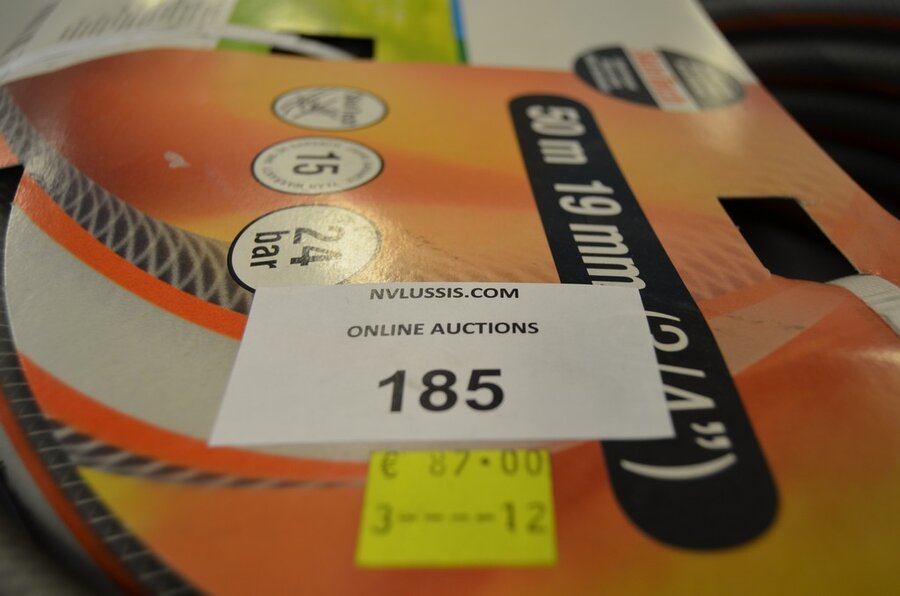 15
24
bar
50 m 19 mm (3/4")
NVLUSSIS.COM
ONLINE AUCTIONS
185
€ 87.00
3----12